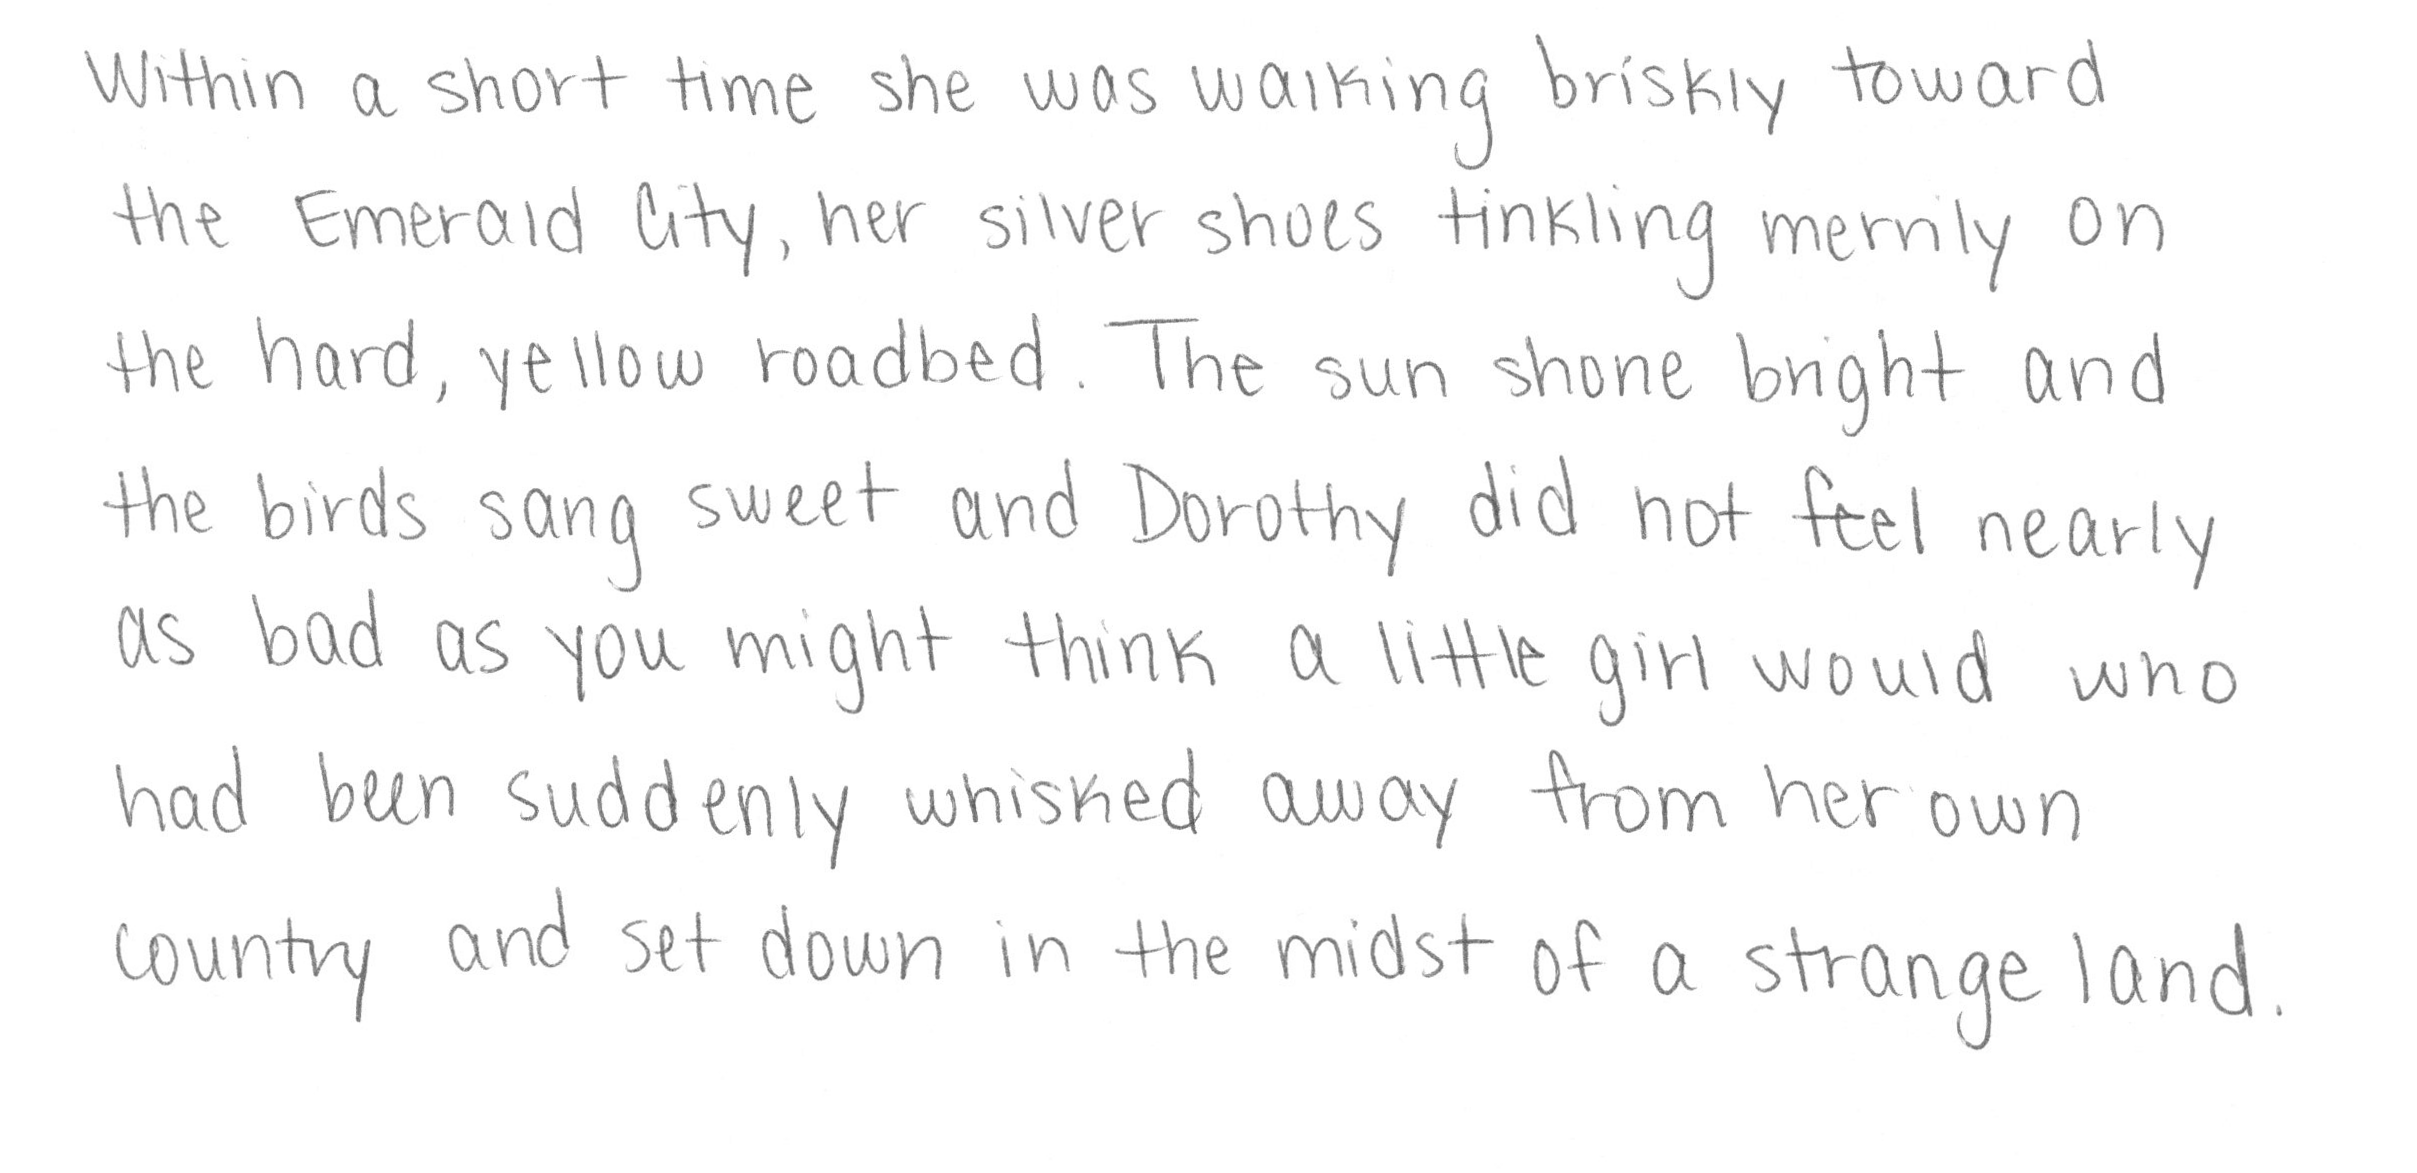 Within a short time she was walking briskly toward
the Emerald City, her silver shoes tinkling merrily on
the hard, yellow roadbed. The sun shone bright and
the birds sang sweet and Dorothy did not feel nearly
as bad as you might think a little girl would who
had been suddenly whisked away from her own
country and set down in the midst of a strange land.